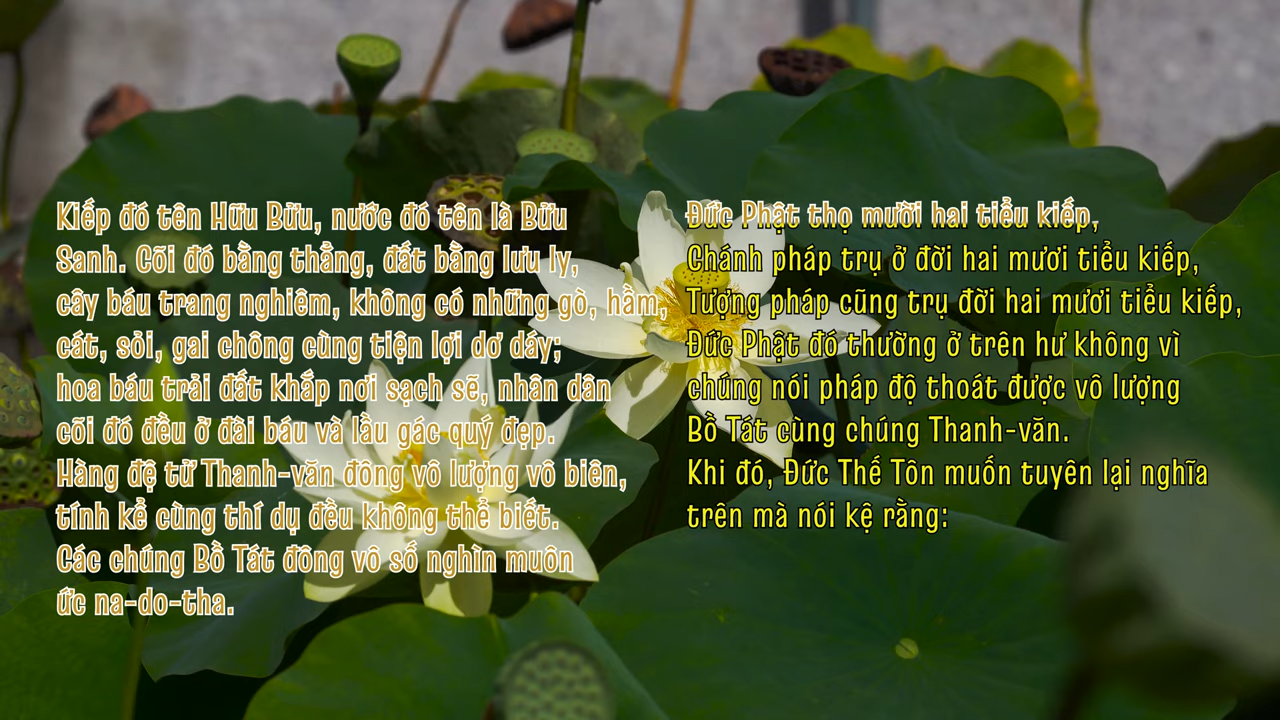 Kiếp đó tên Hữu Bửu, nước đó tên là Bửu
Sanh. Cõi đó bằng thẳng, đất bằng lưu ly,
cây báu trang nghiêm, không có những gò, hầm,
cát, sỏi, gai chông cùng tiện lợi dơ dáy;
hoa báu trải đất khắp nơi sạch sẽ, nhân dân
cõi đó đều ở đài báu và lầu gác quý đẹp.
Hàng đệ tử Thanh-văn đông vô lượng vô biên,
tính kể cùng thí dụ đều không thể biết.
Các chúng Bồ Tát đông vô số nghìn muôn
ức na-do-tha.
Đức Phật thọ mười hai tiểu kiếp,
Chánh pháp trụ ở đời hai mươi tiểu kiếp,
Tượng pháp cũng trụ đời hai mươi tiểu kiếp,
Đức Phật đó thường ở trên hư không vì
chúng nói pháp độ thoát được vô lượng
Bồ Tát cùng chúng Thanh-văn.
Khi đó, Đức Thế Tôn muốn tuyên lại nghĩa
trên mà nói kệ rằng: